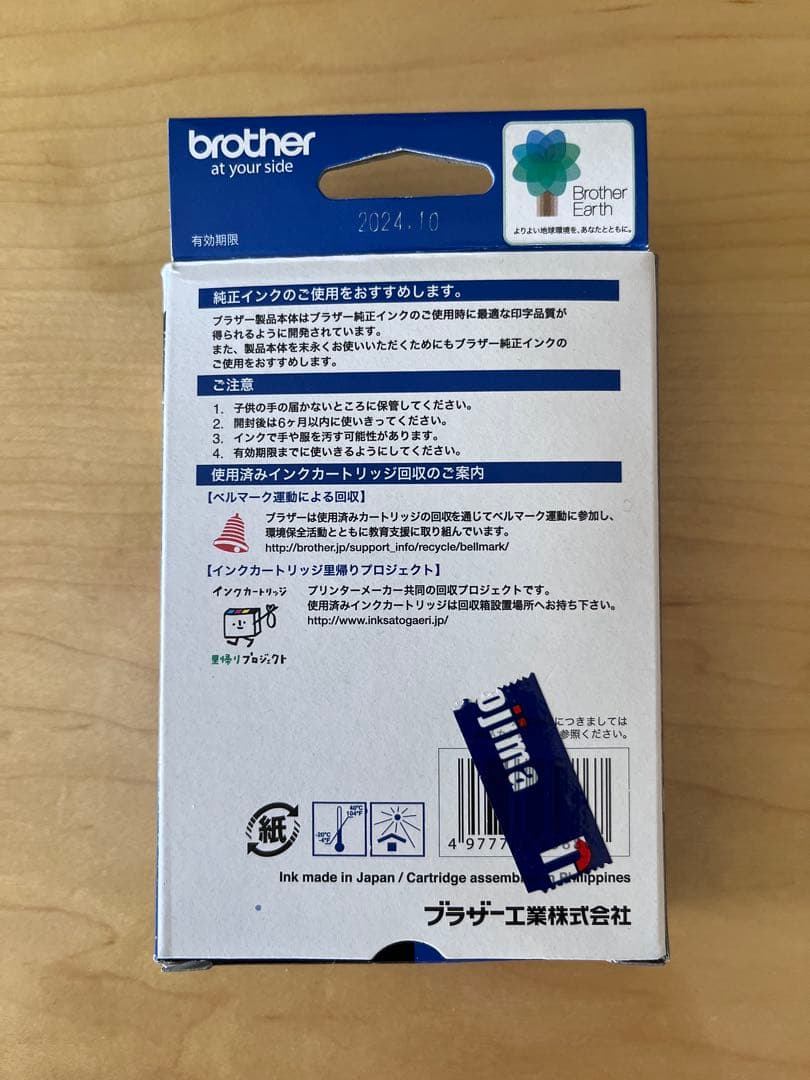 brother
at your side
2024.10
有効期限
Brother
Earth
よりよい地球環境を、あなたとともに。
純正インクのご使用をおすすめします。
ブラザー製品本体はブラザー純正インクのご使用時に最適な印字品質が
得られるように開発されています。
また、製品本体を末永くお使いいただくためにもブラザー純正インクの
ご使用をおすすめします。
ご注意
1. 子供の手の届かないところに保管してください。
2. 開封後は6ヶ月以内に使いきってください。
3. インクで手や服を汚す可能性があります。
4. 有効期限までに使いきるようにしてください。
使用済みインクカートリッジ回収のご案内
【ベルマーク運動による回収】
ブラザーは使用済みカートリッジの回収を通じてベルマーク運動に参加し、
環境保全活動とともに教育支援に取り組んでいます。
http://brother.jp/support_info/recycle/bellmark/
【インクカートリッジ里帰りプロジェクト】
インクカートリッジ
里帰りプロジェクト
プリンターメーカー共同の回収プロジェクトです。
使用済みインクカートリッジは回収箱設置場所へお持ち下さい。
http://www.inksatogaeri.jp/
につきましては
参照ください。
ojima
紙
40°C
104°F
-20°C
-4°F
4 9777
Ink made in Japan / Cartridge assemb Philippines
ブラザー工業株式会社